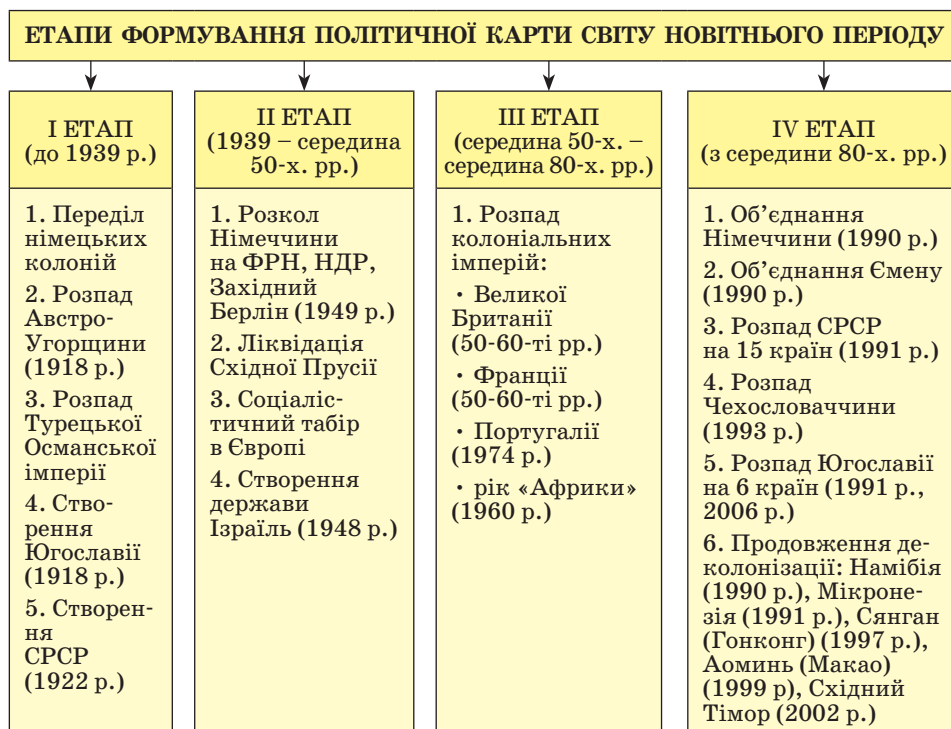 ЕТАПИ ФОРМУВАННЯ ПОЛІТИЧНОЇ КАРТИ СВІТУ НОВІТНЬОГО ПЕРІОДУ
І ЕТАП
(до 1939 р.)
1. Переділ
німецьких
колоній
2. Розпад
Австро-
Угорщини
(1918 р.)
3. Розпад
Турецької
Османської
імперії
4. Ство-
рення
Югославії
(1918 р.)
5. Створен-
ня
СРСР
(1922 р.)
ІІ ЕТАП
(1939 – середина
50-х. рр.)
1. Розкол
Німеччини
на ФРН, НДР,
Західний
Берлін (1949 р.)
2. Ліквідація
Східної Прусії
3. Соціаліс-
тичний табір
в Європі
4. Створення
держави
Ізраїль (1948 р.)
ІІІ ЕТАП
(середина 50-х. –
середина 80-х. рр.)
1. Розпад
колоніальних
імперій:
· Великої
Британії
(50-60-ті рр.)
· Франції
(50-60-ті рр.)
· Португалії
(1974 р.)
· рік «Африки»
(1960 р.)
IV ЕТАП
(з середини 80-х. рр.)
1. Об’єднання
Німеччини (1990 р.)
2. Об’єднання Ємену
(1990 р.)
3. Розпад СРСР
на 15 країн (1991 р.)
4. Розпад
Чехословаччини
(1993 р.)
5. Розпад Югославії
на 6 країн (1991 р.,
2006 р.)
6. Продовження де-
колонізації: Намібія
(1990 р.), Мікроне-
зія (1991 р.), Сянган
(Гонконг) (1997 р.),
Аоминь (Макао)
(1999 р), Східний
Тімор (2002 р.)